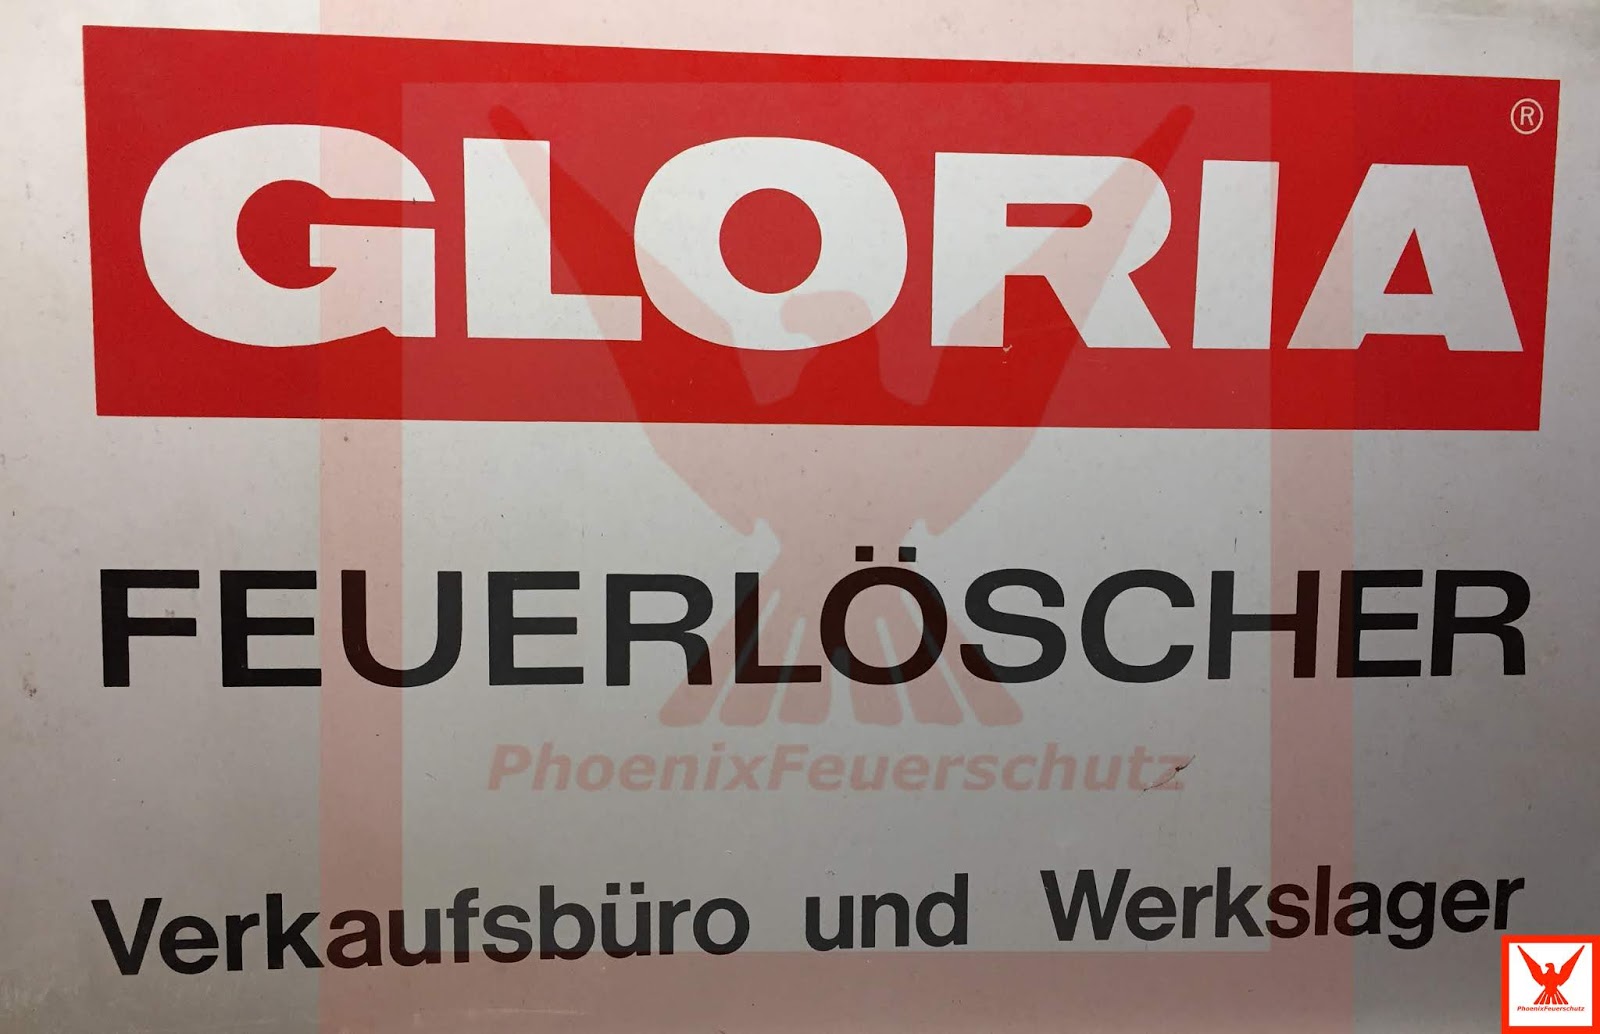 GLORIA ®
FEUERLÖSCHER
PhoenixFeuerschutz
Verkaufsbüro und Werkslager
PhoenixFeuerschutz